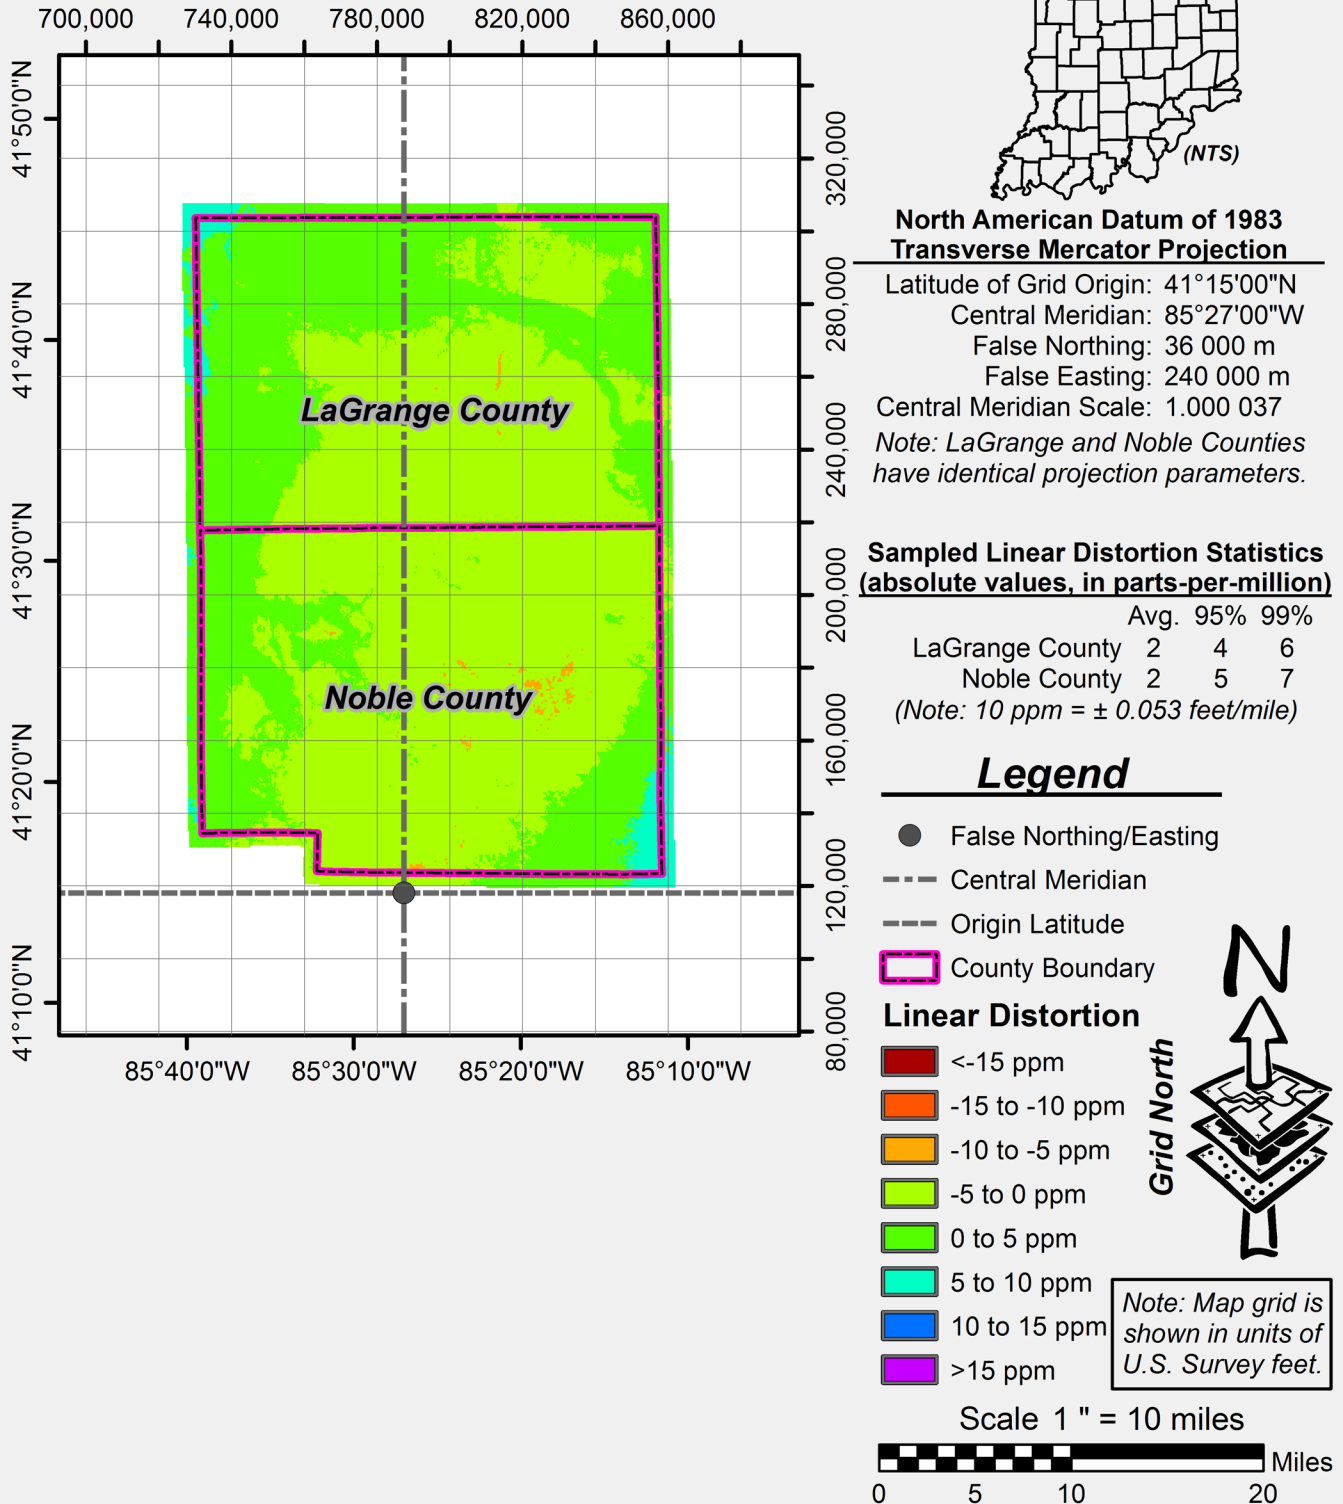 700,000 740,000 780,000 820,000 860,000
41°50'0"N
41°40'0"N
41°30'0"N
41°20'0"N
41°10'0"N
320,000
280,000
240,000
200,000
160,000
120,000
80,000
LaGrange County
Noble County
85°40'0"W 85°30'0"W 85°20'0"W 85°10'0"W
(NTS)
North American Datum of 1983
Transverse Mercator Projection
Latitude of Grid Origin: 41°15'00"N
Central Meridian: 85°27'00"W
False Northing: 36 000 m
False Easting: 240 000 m
Central Meridian Scale: 1.000 037
Note: LaGrange and Noble Counties
have identical projection parameters.
Sampled Linear Distortion Statistics
(absolute values, in parts-per-million)
Avg. 95% 99%
LaGrange County 2 4 6
Noble County 2 5 7
(Note: 10 ppm = ± 0.053 feet/mile)
Legend
False Northing/Easting
Central Meridian
Origin Latitude
County Boundary
Linear Distortion
<-15 ppm
-15 to -10 ppm
-10 to -5 ppm
-5 to 0 ppm
0 to 5 ppm
5 to 10 ppm
10 to 15 ppm
>15 ppm
N
Grid North
Note: Map grid is
shown in units of
U.S. Survey feet.
Scale 1 " = 10 miles
Miles
0 5 10 20